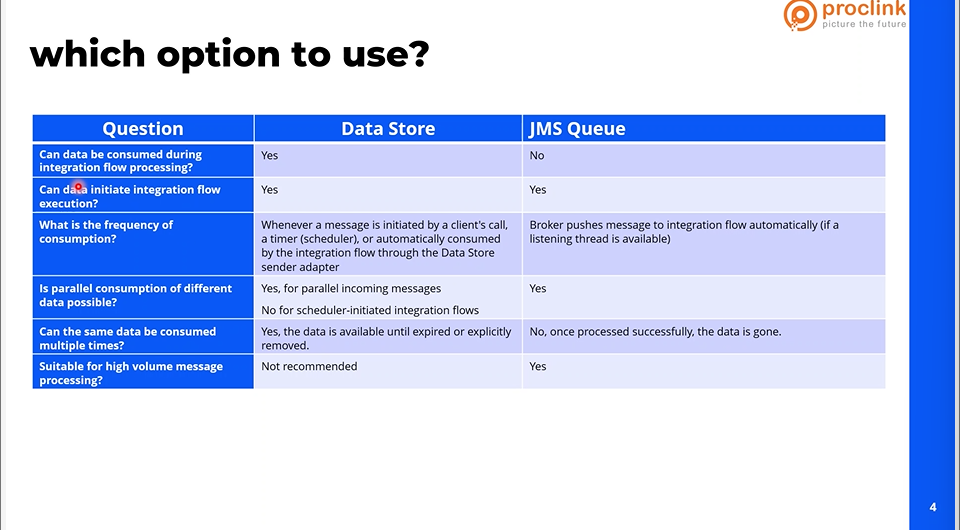 proclink
picture the future
which option to use?
Question Data Store JMS Queue
Can data be consumed during
integration flow processing?
Yes
No
Can data initiate integration flow
execution?
Yes
Yes
What is the frequency of
consumption?
Whenever a message is initiated by a client's call,
a timer (scheduler), or automatically consumed
by the integration flow through the Data Store
sender adapter
Broker pushes message to integration flow automatically (if a
listening thread is available)
Is parallel consumption of different
data possible?
Yes, for parallel incoming messages
No for scheduler-initiated integration flows
Yes
Can the same data be consumed
multiple times?
Yes, the data is available until expired or explicitly
removed.
No, once processed successfully, the data is gone.
Suitable for high volume message
processing?
Not recommended
Yes
4